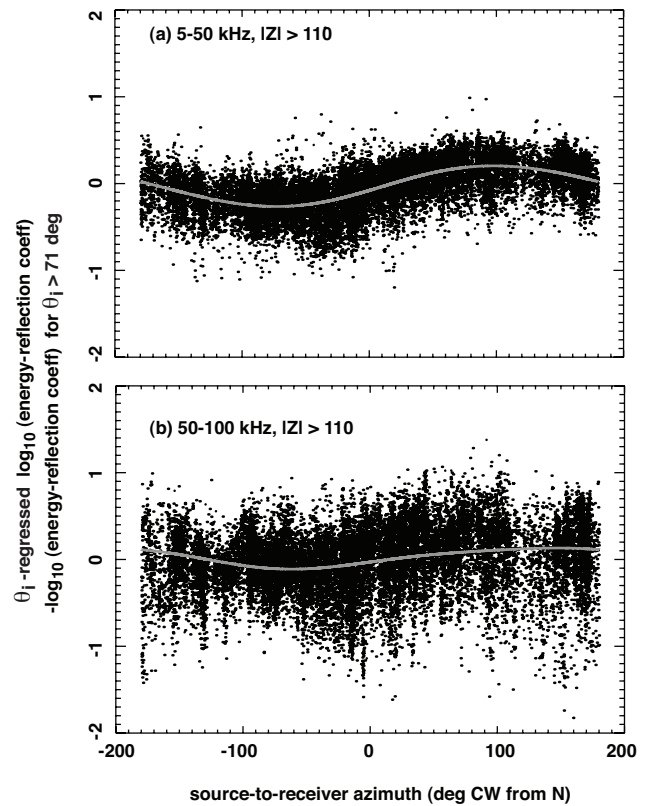 θi-regressed log10 (energy-reflection coeff)
-log10 (energy-reflection coeff) for θi > 71 deg
2
(a) 5-50 kHz, |Z| > 110
1
0
-1
-2
2
(b) 50-100 kHz, |Z| > 110
1
0
-1
-2
-200 -100 0 100 200
source-to-receiver azimuth (deg CW from N)